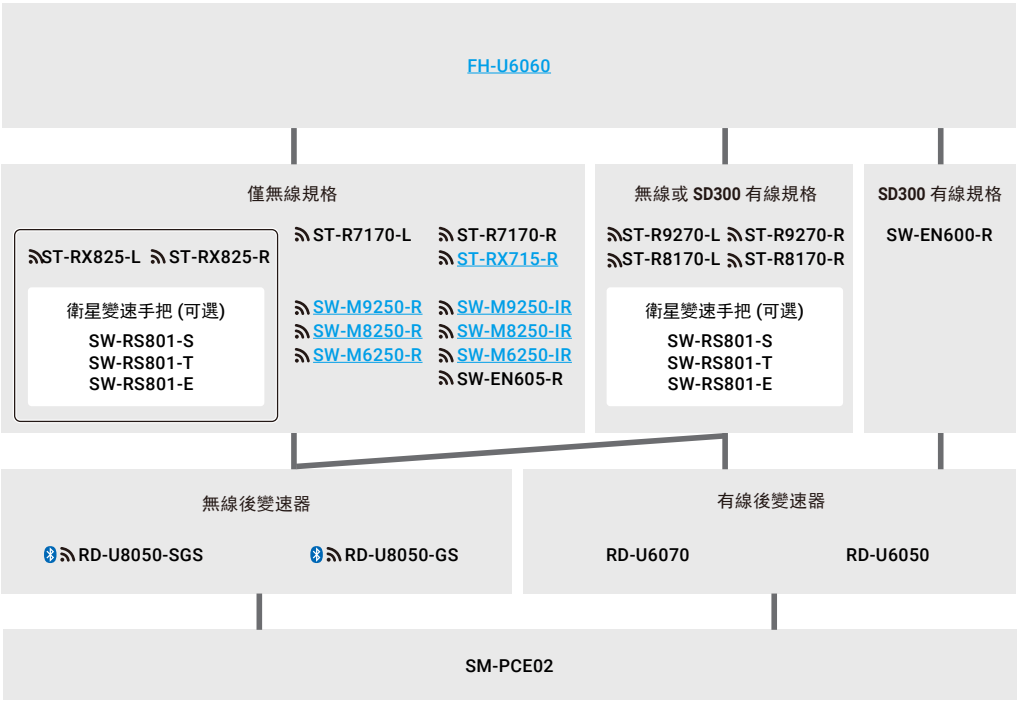 FH-U6060
僅無線規格
ST-RX825-L ST-RX825-R
衛星變速手把 (可選)
SW-RS801-S
SW-RS801-T
SW-RS801-E
ST-R7170-L ST-R7170-R
ST-RX715-R
SW-M9250-R SW-M9250-IR
SW-M8250-R SW-M8250-IR
SW-M6250-R SW-M6250-IR
SW-EN605-R
無線或 SD300 有線規格
ST-R9270-L ST-R9270-R
ST-R8170-L ST-R8170-R
衛星變速手把 (可選)
SW-RS801-S
SW-RS801-T
SW-RS801-E
SD300 有線規格
SW-EN600-R
無線後變速器
RD-U8050-SGS RD-U8050-GS
有線後變速器
RD-U6070 RD-U6050
SM-PCE02